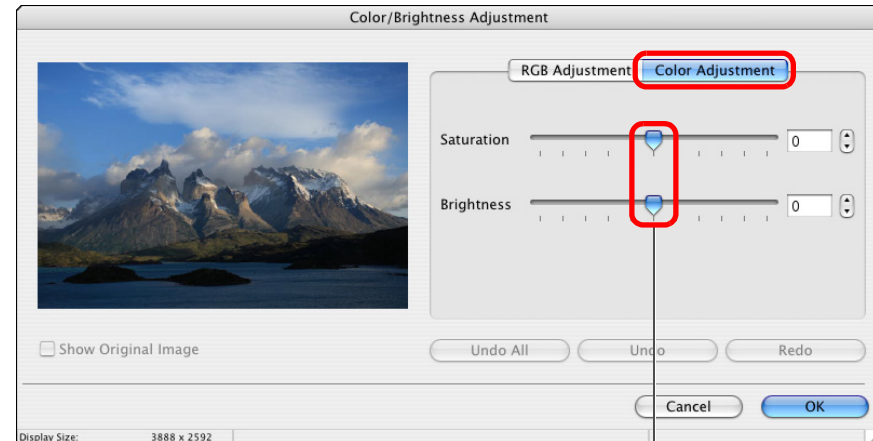 Color/Brightness Adjustment
RGB Adjustment Color Adjustment
Saturation 0
Brightness 0
Show Original Image Undo All Undo Redo
Cancel OK
Display Size: 3888 x 2592